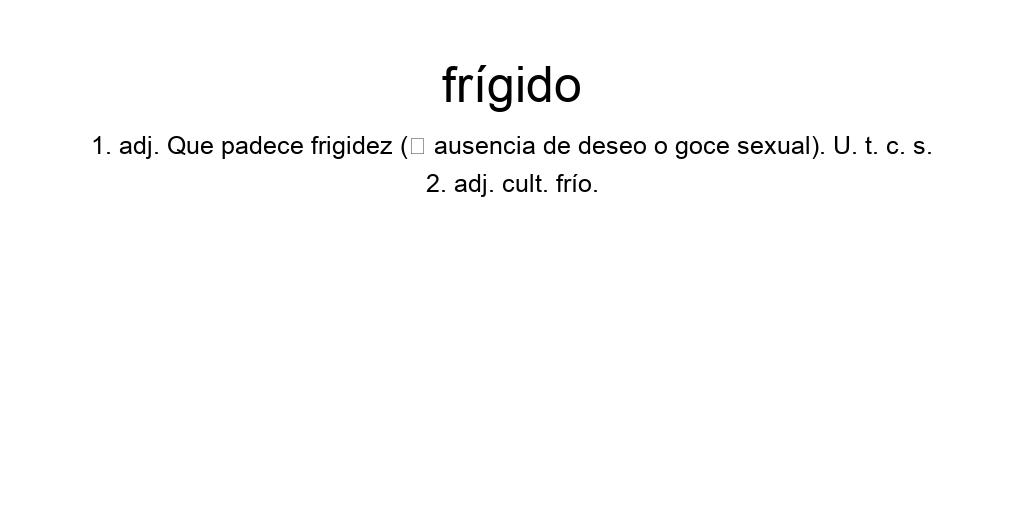 frígido
1. adj. Que padece frigidez (□ ausencia de deseo o goce sexual). U. t. c. s.
2. adj. cult. frío.